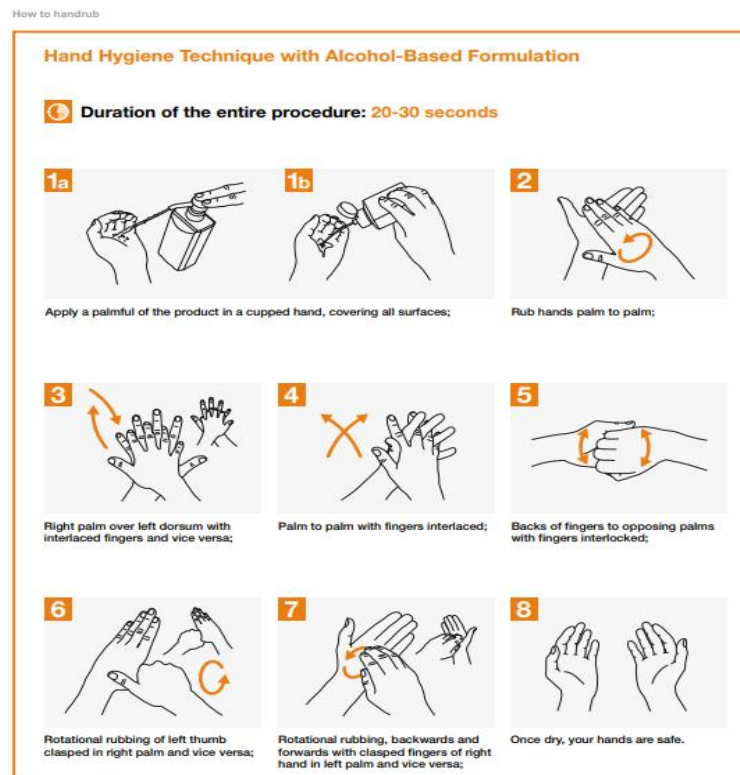 How to handrub
Hand Hygiene Technique with Alcohol-Based Formulation
Duration of the entire procedure: 20-30 seconds
1a
1b
Apply a palmful of the product in a cupped hand, covering all surfaces;
2
Rub hands palm to palm;
3
Right palm over left dorsum with
interlaced fingers and vice versa;
4
Palm to palm with fingers interlaced;
5
Backs of fingers to opposing palms
with fingers interlocked;
6
Rotational rubbing of left thumb
clasped in right palm and vice versa;
7
Rotational rubbing, backwards and
forwards with clasped fingers of right
hand in left palm and vice versa;
8
Once dry, your hands are safe.